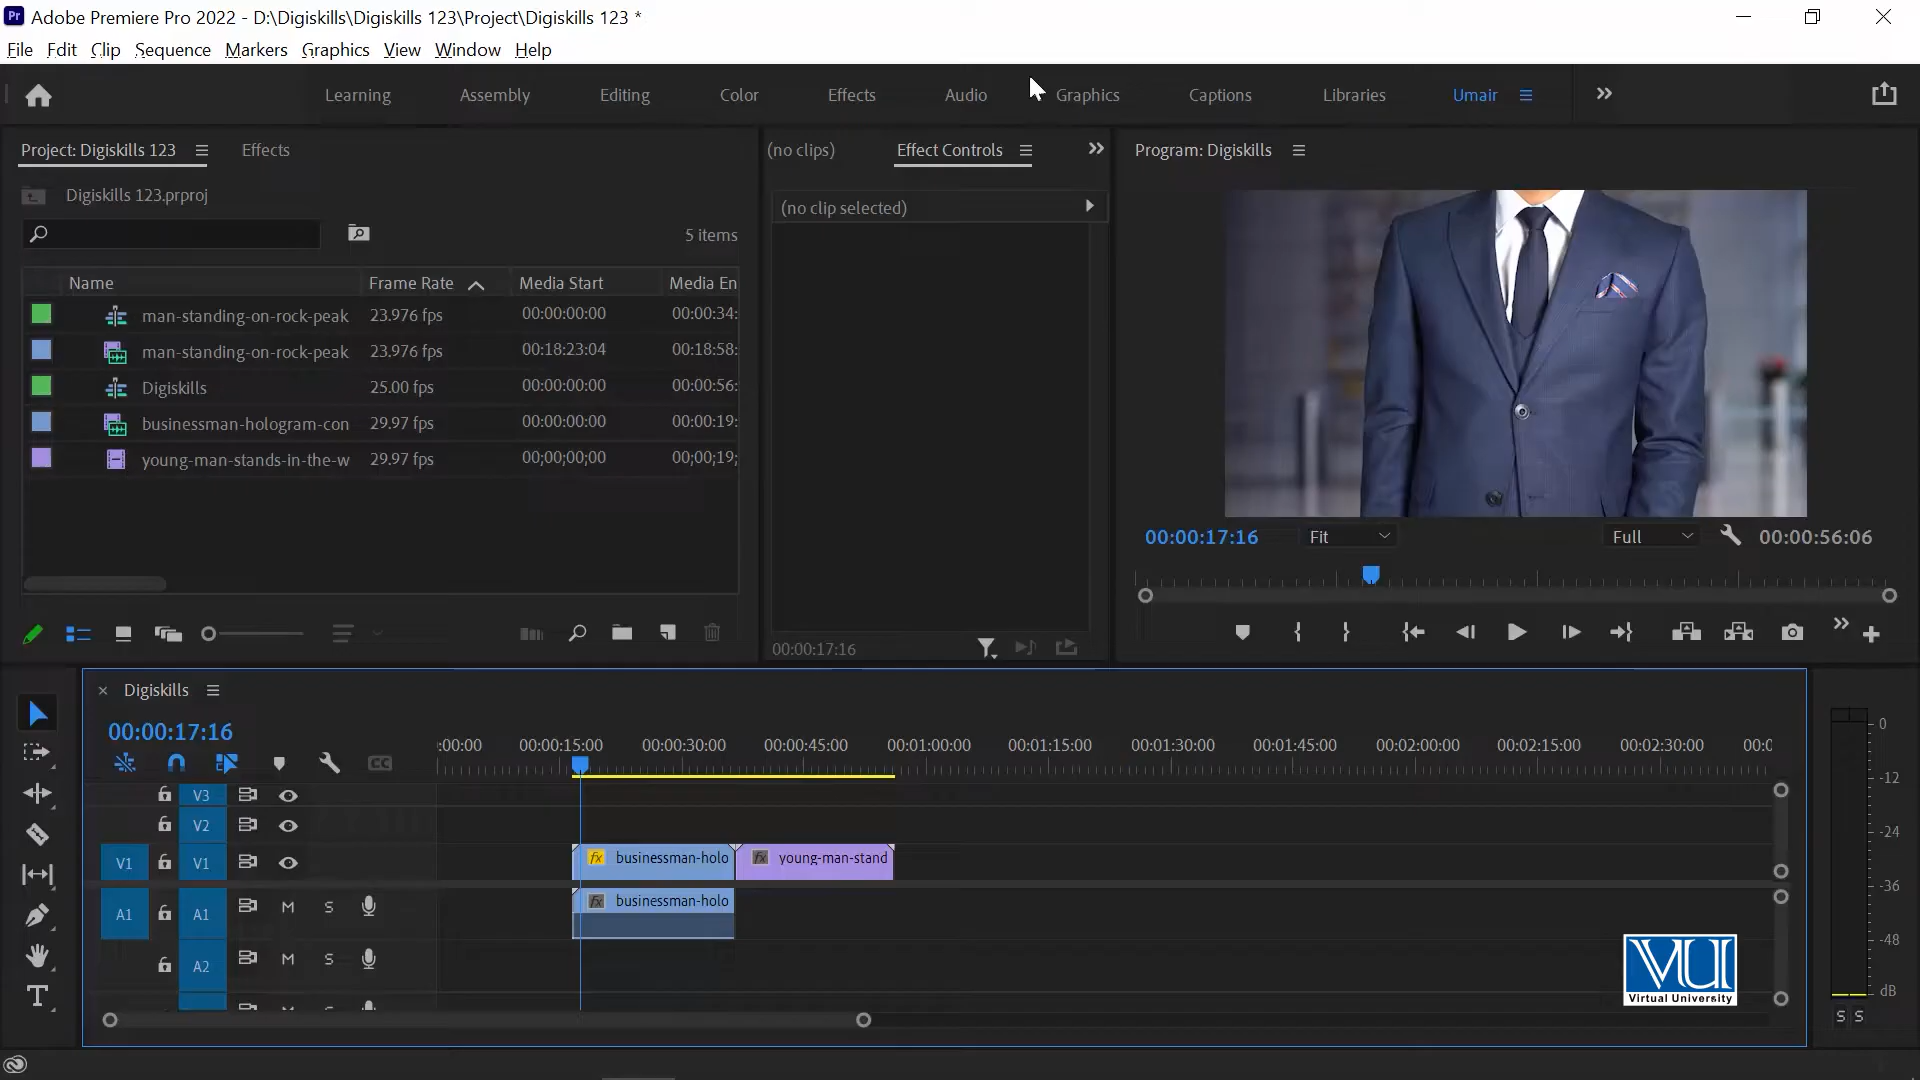 Pr Adobe Premiere Pro 2022 - D:\Digiskills\Digiskills 123\Project\Digiskills 123 *
File Edit Clip Sequence Markers Graphics View Window Help
Learning Assembly Editing Color Effects Audio Graphics Captions Libraries Umair
Project: Digiskills 123 Effects
Digiskills 123.prproj
5 items
Name Frame Rate Media Start Media En
man-standing-on-rock-peak 23.976 fps 00:00:00:00 00:00:34:
man-standing-on-rock-peak 23.976 fps 00:18:23:04 00:18:58:
Digiskills 25.00 fps 00:00:00:00 00:00:56:
businessman-hologram-con 29.97 fps 00:00:00:00 00:00:19:
young-man-stands-in-the-w 29.97 fps 00;00;00;00 00;00;19;
(no clips) Effect Controls
(no clip selected)
00:00:17:16
Program: Digiskills
00:00:17:16 Fit Full 00:00:56:06
Digiskills
00:00:17:16
:00:00 00:00:15:00 00:00:30:00 00:00:45:00 00:01:00:00 00:01:15:00 00:01:30:00 00:01:45:00 00:02:00:00 00:02:15:00 00:02:30:00 00:0
CC
V3
V2
V1 V1 fx businessman-holo fx young-man-stand
A1 A1 M S fx businessman-holo
A2 M S
0
-12
-24
-36
-48
dB
S S
VU
Virtual University